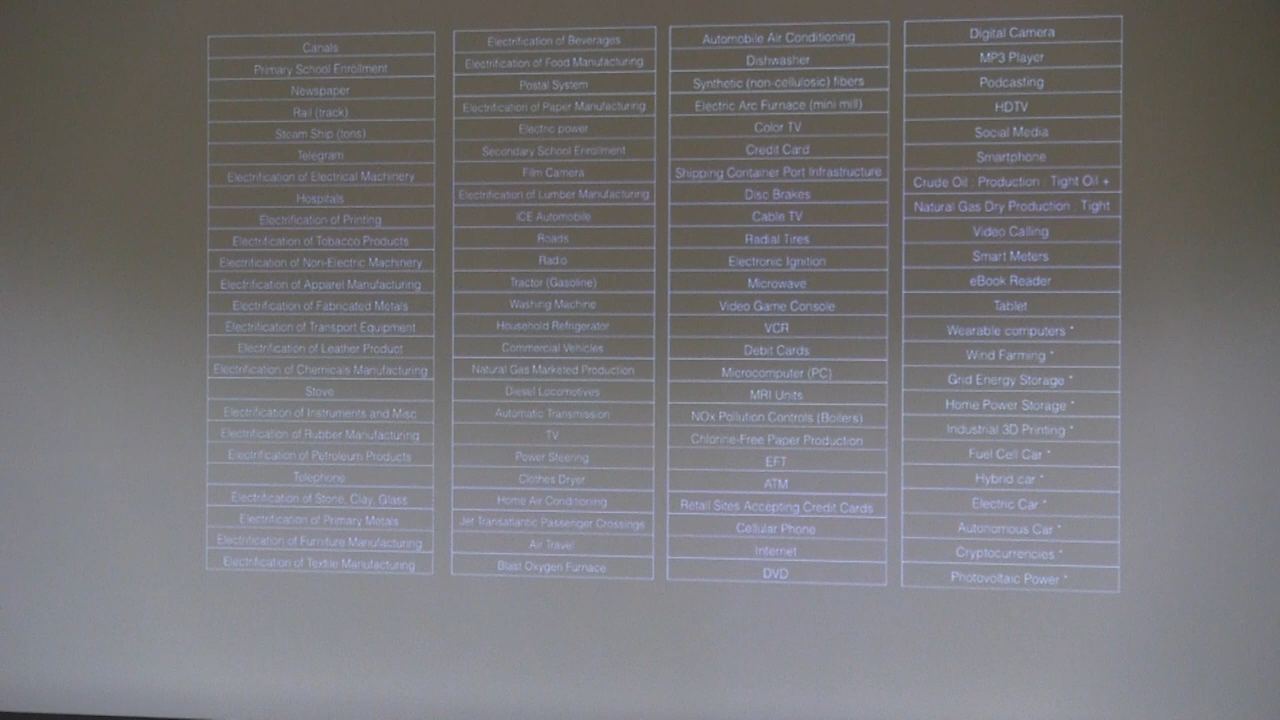 Canals
Primary School Enrollment
Newspaper
Rail (track)
Steam Ship (tons)
Telegram
Electrification of Electrical Machinery
Hospitals
Electrification of Printing
Electrification of Tobacco Products
Electrification of Non-Electric Machinery
Electrification of Apparel Manufacturing
Electrification of Fabricated Metals
Electrification of Transport Equipment
Electrification of Leather Product
Electrification of Chemicals Manufacturing
Stove
Electrification of Instruments and Misc
Electrification of Rubber Manufacturing
Electrification of Petroleum Products
Telephone
Electrification of Stone, Clay, Glass
Electrification of Primary Metals
Electrification of Furniture Manufacturing
Electrification of Textile Manufacturing
Electrification of Beverages
Electrification of Food Manufacturing
Postal System
Electrification of Paper Manufacturing
Electric power
Secondary School Enrollment
Film Camera
Electrification of Lumber Manufacturing
ICE Automobile
Roads
Radio
Tractor (Gasoline)
Washing Machine
Household Refrigerator
Commercial Vehicles
Natural Gas Marketed Production
Diesel Locomotives
Automatic Transmission
TV
Power Steering
Clothes Dryer
Home Air Conditioning
Jet Transatlantic Passenger Crossings
Air Travel
Blast Oxygen Furnace
Automobile Air Conditioning
Dishwasher
Synthetic (non-cellulosic) fibers
Electric Arc Furnace (mini mill)
Color TV
Credit Card
Shipping Container Port Infrastructure
Disc Brakes
Cable TV
Radial Tires
Electronic Ignition
Microwave
Video Game Console
VCR
Debit Cards
Microcomputer (PC)
MRI Units
NOx Pollution Controls (Boilers)
Chlorine-Free Paper Production
EFT
ATM
Retail Sites Accepting Credit Cards
Cellular Phone
Internet
DVD
Digital Camera
MP3 Player
Podcasting
HDTV
Social Media
Smartphone
Crude Oil : Production : Tight Oil +
Natural Gas Dry Production : Tight
Video Calling
Smart Meters
eBook Reader
Tablet
Wearable computers *
Wind Farming *
Grid Energy Storage *
Home Power Storage *
Industrial 3D Printing *
Fuel Cell Car *
Hybrid car *
Electric Car *
Autonomous Car *
Cryptocurrencies *
Photovoltaic Power *